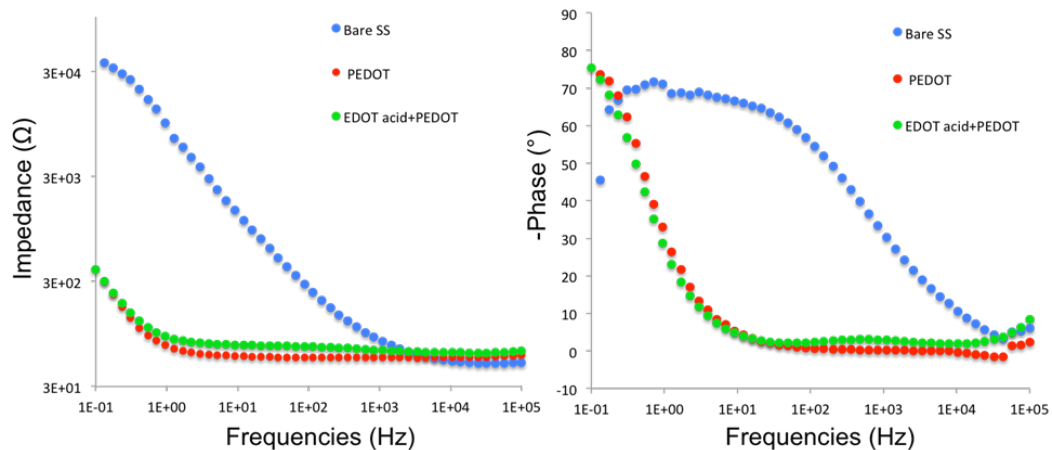 Bare SS
PEDOT
EDOT acid+PEDOT
Impedance (Ω)
3E+04
3E+03
3E+02
3E+01
1E-01 1E+00 1E+01 1E+02 1E+03 1E+04 1E+05
Frequencies (Hz)
Bare SS
PEDOT
EDOT acid+PEDOT
-Phase (°)
90
80
70
60
50
40
30
20
10
0
-10
1E-01 1E+00 1E+01 1E+02 1E+03 1E+04 1E+05
Frequencies (Hz)